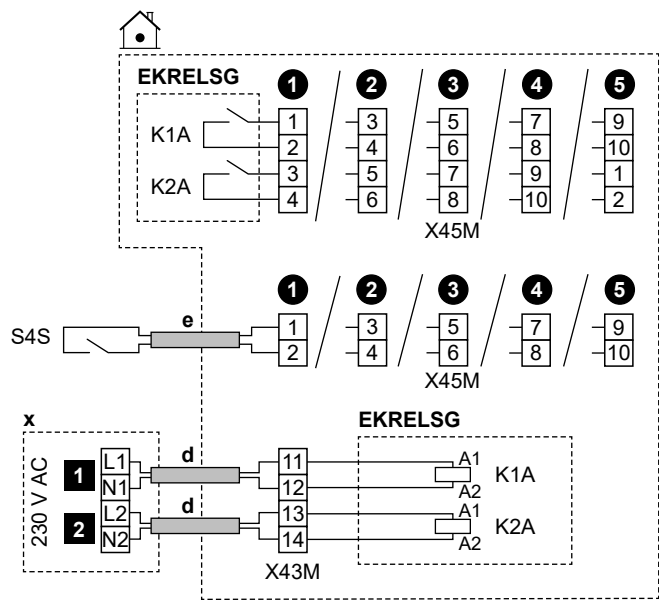 EKRELSG
1 2 3 4 5
K1A
K2A
1 3 5 7 9
2 4 6 8 10
3 5 7 9 1
4 6 8 10 2
X45M
1 2 3 4 5
S4S
e
1 3 5 7 9
2 4 6 8 10
X45M
x
EKRELSG
230 V AC
1
2
L1
N1
L2
N2
d
d
11
12
13
14
X43M
A1
A2
K1A
A1
A2
K2A